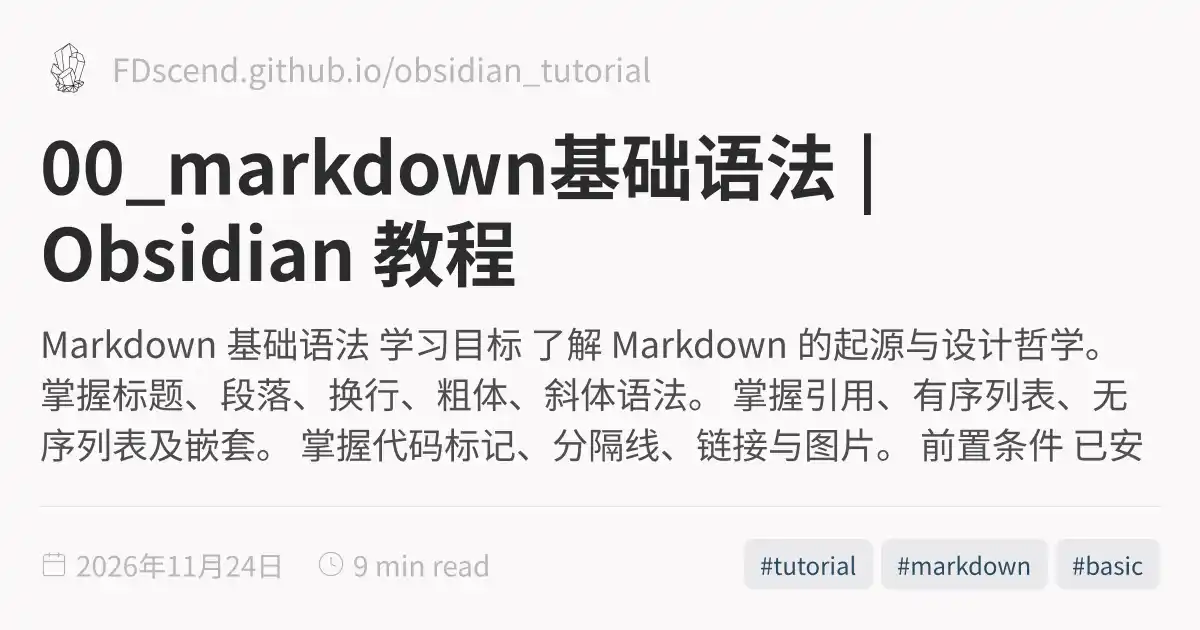 FDscend.github.io/obsidian_tutorial
00_markdown基础语法 |
Obsidian 教程
Markdown 基础语法 学习目标 了解 Markdown 的起源与设计哲学。
掌握标题、段落、换行、粗体、斜体语法。 掌握引用、有序列表、无
序列表及嵌套。 掌握代码标记、分隔线、链接与图片。 前置条件 已安
2026年11月24日 9 min read #tutorial #markdown #basic